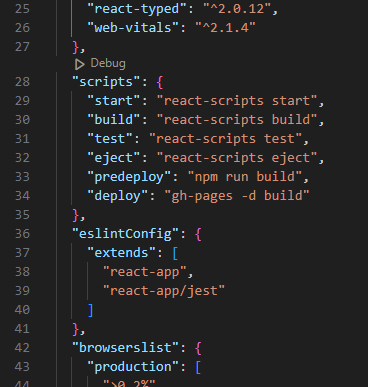 25 "react-typed": "^2.0.12",
26 "web-vitals": "^2.1.4"
27 },
Debug
28 "scripts": {
29 "start": "react-scripts start",
30 "build": "react-scripts build",
31 "test": "react-scripts test",
32 "eject": "react-scripts eject",
33 "predeploy": "npm run build",
34 "deploy": "gh-pages -d build"
35 },
36 "eslintConfig": {
37 "extends": [
38 "react-app",
39 "react-app/jest"
40 ]
41 },
42 "browserslist": {
43 "production": [
44 ">0.2%"